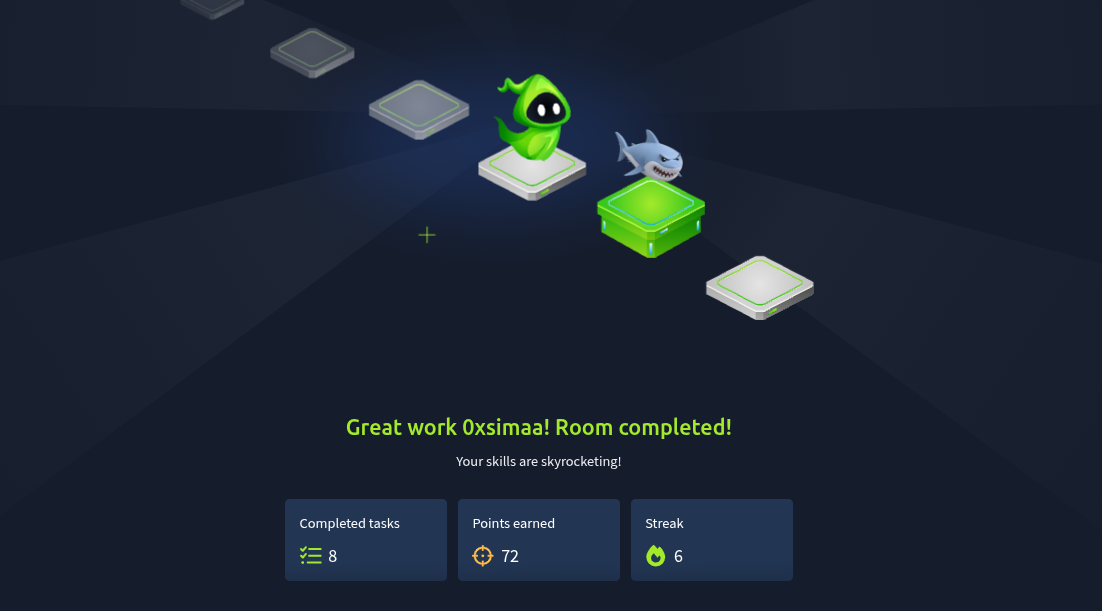 Great work 0xsimaa! Room completed!
Your skills are skyrocketing!
Completed tasks
8
Points earned
72
Streak
6